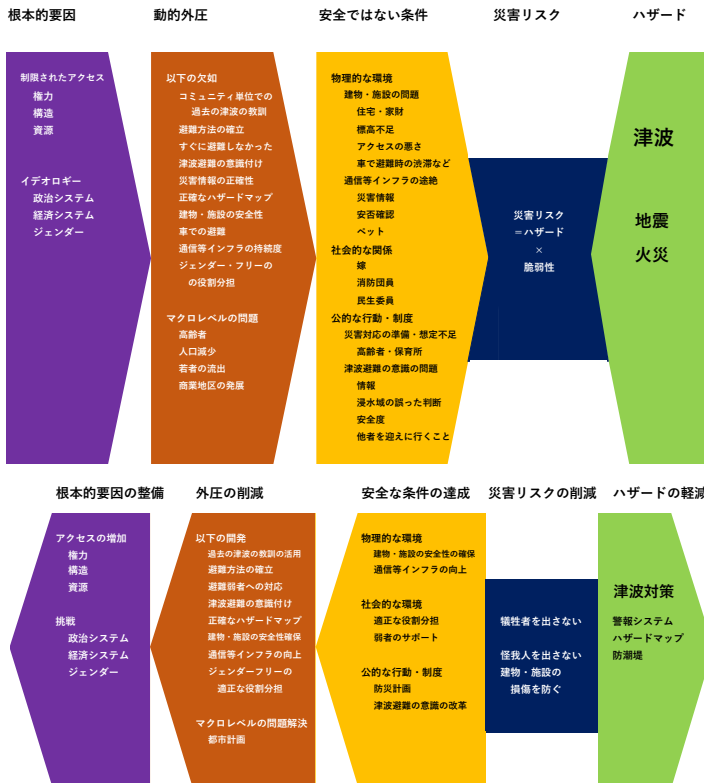 根本的要因
動的外圧
安全ではない条件
災害リスク
ハザード
制限されたアクセス
権力
構造
資源
イデオロギー
政治システム
経済システム
ジェンダー
以下の欠如
コミュニティ単位での
過去の津波の教訓
避難方法の確立
すぐに避難しなかった
津波避難の意識付け
災害情報の正確性
正確なハザードマップ
建物・施設の安全性
車での避難
通信等インフラの持続度
ジェンダー・フリーの
の役割分担
マクロレベルの問題
高齢者
人口減少
若者の流出
商業地区の発展
物理的な環境
建物・施設の問題
住宅・家財
標高不足
アクセスの悪さ
車で避難時の渋滞など
通信等インフラの途絶
災害情報
安否確認
ペット
社会的な関係
嫁
消防団員
民生委員
公的な行動・制度
災害対応の準備・想定不足
高齢者・保育所
津波避難の意識の問題
情報
浸水域の誤った判断
安全度
他者を迎えに行くこと
災害リスク
＝ハザード
×
脆弱性
津波
地震
火災
根本的要因の整備
外圧の削減
安全な条件の達成
災害リスクの削減
ハザードの軽減
アクセスの増加
権力
構造
資源
挑戦
政治システム
経済システム
ジェンダー
以下の開発
過去の津波の教訓の活用
避難方法の確立
避難弱者への対応
津波避難の意識付け
正確なハザードマップ
建物・施設の安全性確保
通信等インフラの向上
ジェンダーフリーの
適正な役割分担
マクロレベルの問題解決
都市計画
物理的な環境
建物・施設の安全性の確保
通信等インフラの向上
社会的な環境
適正な役割分担
弱者のサポート
公的な行動・制度
防災計画
津波避難の意識の改革
犠牲者を出さない
怪我人を出さない
建物・施設の
損傷を防ぐ
津波対策
警報システム
ハザードマップ
防潮堤